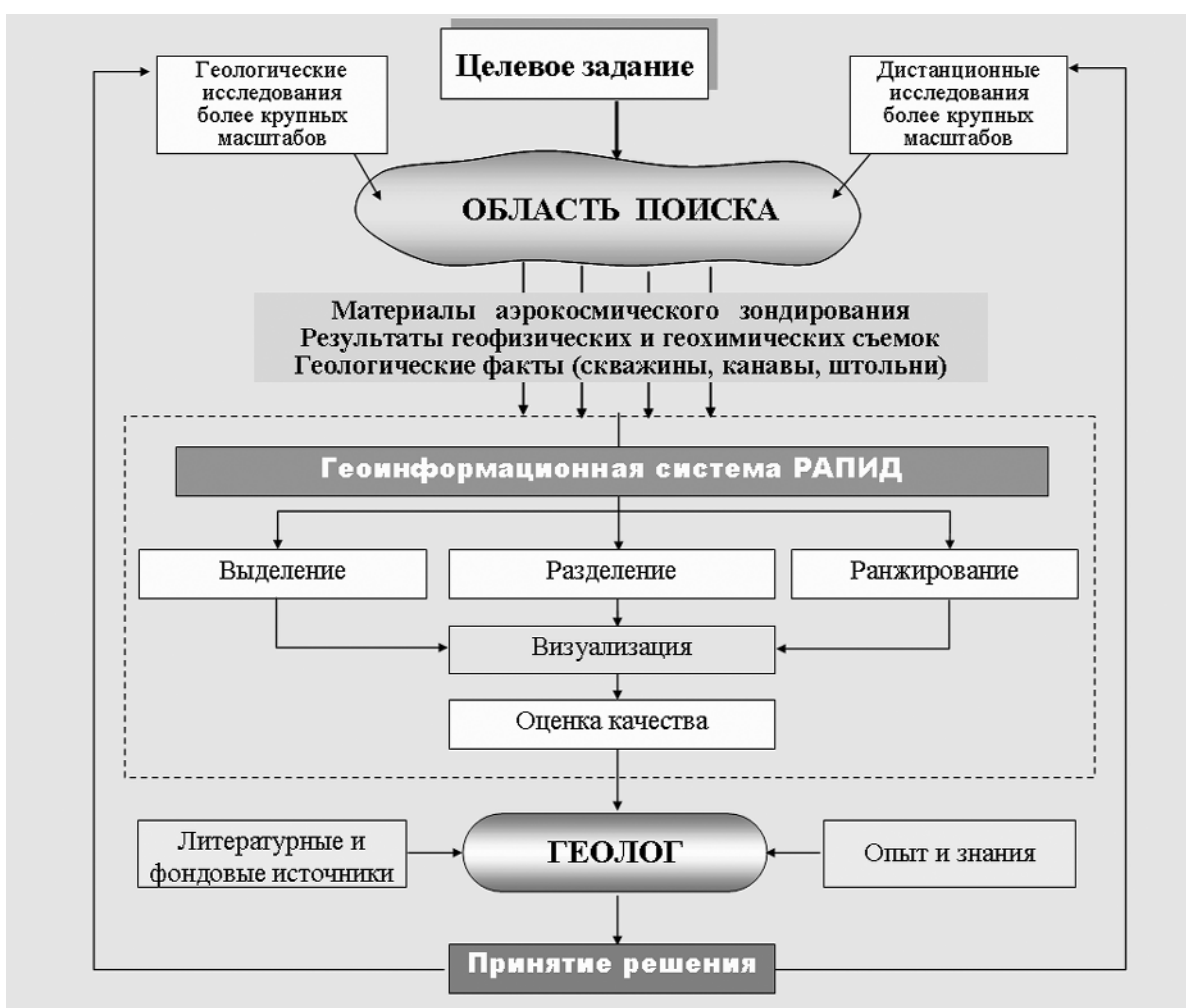 Целевое задание
Геологические
исследования
более крупных
масштабов
Дистанционные
исследования
более крупных
масштабов
ОБЛАСТЬ ПОИСКА
Материалы аэрокосмического зондирования
Результаты геофизических и геохимических съемок
Геологические факты (скважины, канавы, штольни)
Геоинформационная система РАПИД
Выделение
Разделение
Ранжирование
Визуализация
Оценка качества
Литературные и
фондовые источники
ГЕОЛОГ
Опыт и знания
Принятие решения